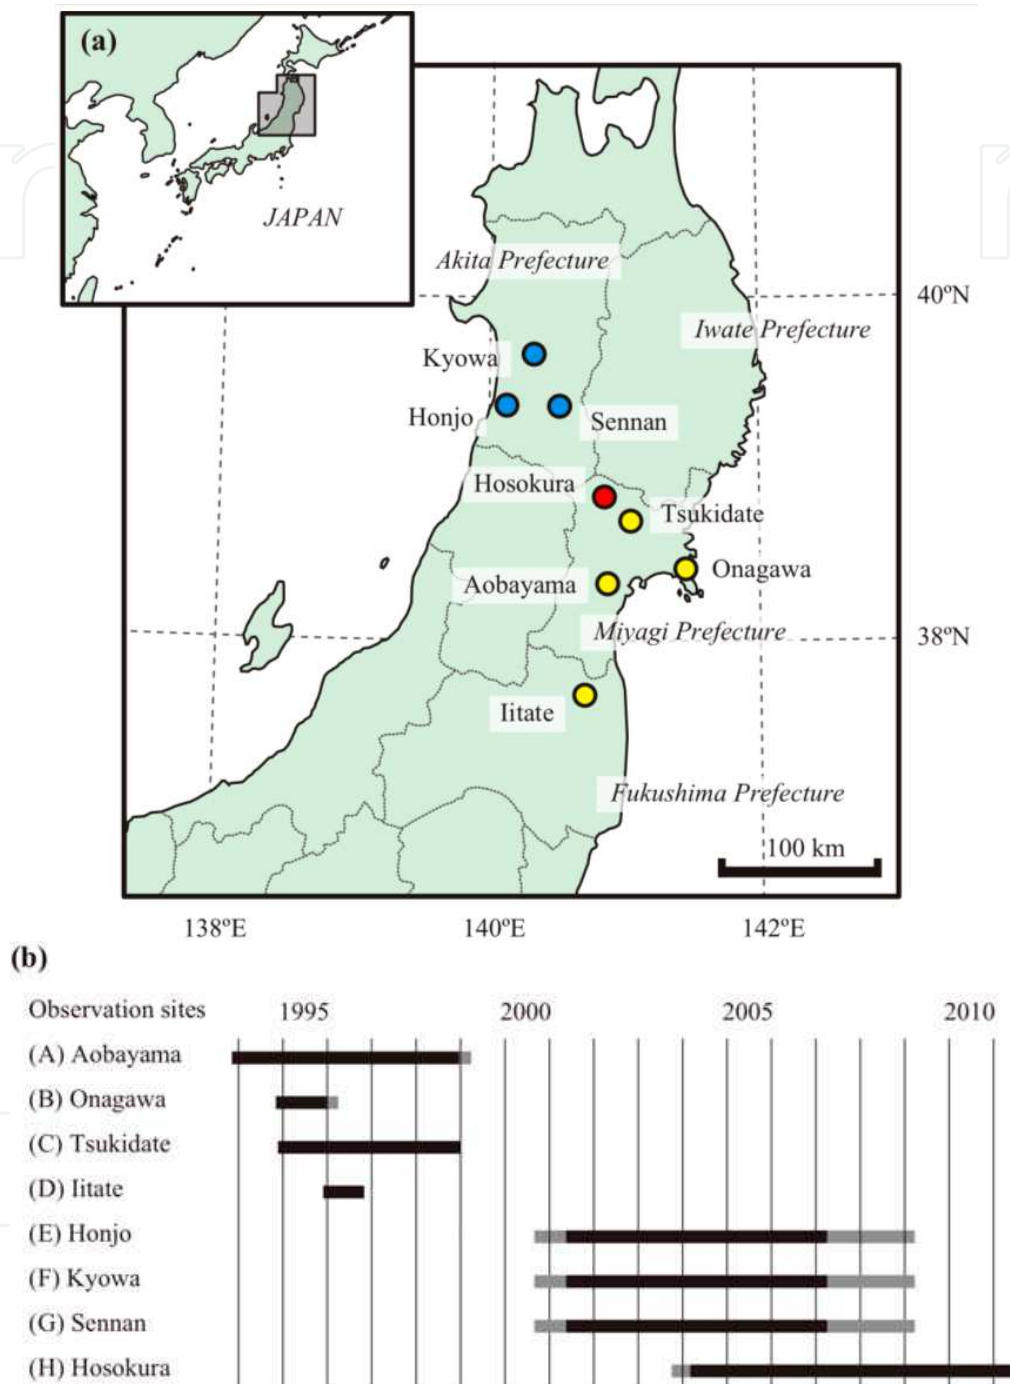 (a)
JAPAN
Akita Prefecture
40ºN
Iwate Prefecture
Kyowa
Honjo
Sennan
Hosokura
Tsukidate
Onagawa
Aobayama
Miyagi Prefecture
38ºN
Iitate
Fukushima Prefecture
100 km
138ºE 140ºE 142ºE
(b)
Observation sites 1995 2000 2005 2010
(A) Aobayama
(B) Onagawa
(C) Tsukidate
(D) Iitate
(E) Honjo
(F) Kyowa
(G) Sennan
(H) Hosokura